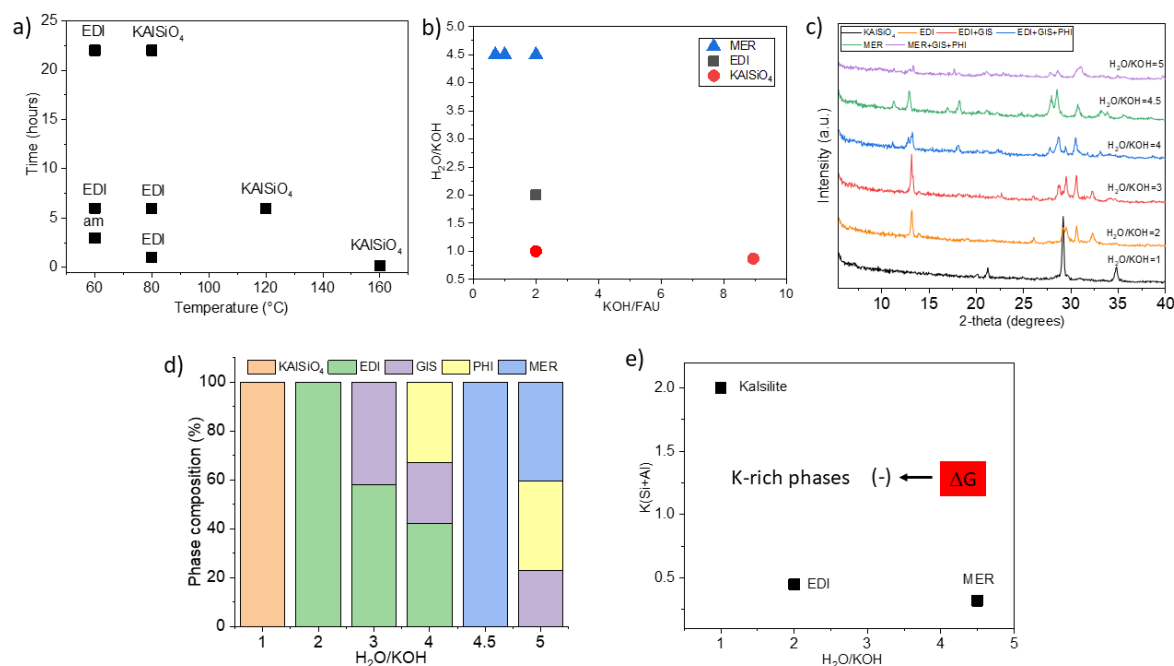 a)
25
20
15
10
5
0
Time (hours)
EDI
KAlSiO₄
EDI
EDI
KAlSiO₄
am
EDI
KAlSiO₄
60
80
100
120
140
160
Temperature (°C)
b)
5.0
4.5
4.0
3.5
3.0
2.5
2.0
1.5
1.0
0.5
H₂O/KOH
MER
EDI
KAlSiO₄
0
2
4
6
8
10
KOH/FAU
c)
KAlSiO₄ EDI EDI+GIS EDI+GIS+PHI
MER MER+GIS+PHI
Intensity (a.u.)
H₂O/KOH=5
H₂O/KOH=4.5
H₂O/KOH=4
H₂O/KOH=3
H₂O/KOH=2
H₂O/KOH=1
10
15
20
25
30
35
40
2-theta (degrees)
d)
KAlSiO₄ EDI GIS PHI MER
100
80
60
40
20
0
Phase composition (%)
1
2
3
4
4.5
5
H₂O/KOH
e)
2.0
1.5
1.0
0.5
K(Si+Al)
Kalsilite
K-rich phases (-)
ΔG
EDI
MER
1
2
3
4
5
H₂O/KOH